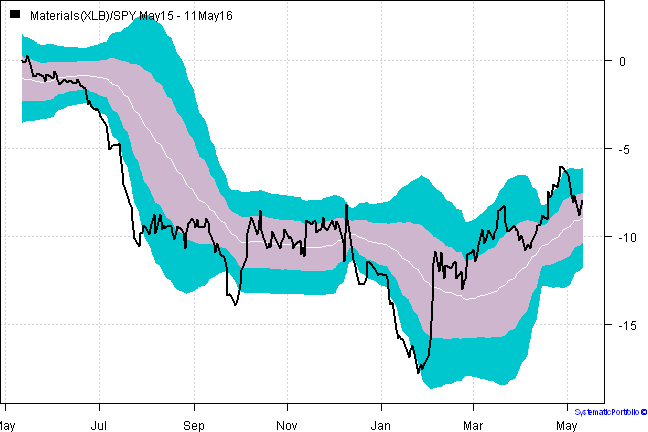 Materials(XLB)/SPY May15 - 11May16
0
-5
-10
-15
May Jul Sep Nov Jan Mar May
SystematicPortfolio ©